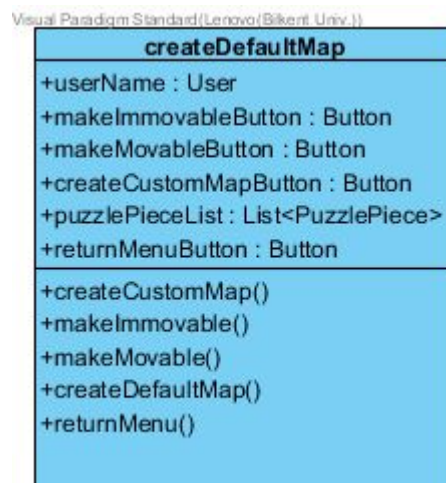 Visual Paradigm Standard(Lenovo(Bilkent Univ.))
createDefaultMap
+userName : User
+makeImmovableButton : Button
+makeMovableButton : Button
+createCustomMapButton : Button
+puzzlePieceList : List<PuzzlePiece>
+returnMenuButton : Button
+createCustomMap()
+makeImmovable()
+makeMovable()
+createDefaultMap()
+returnMenu()